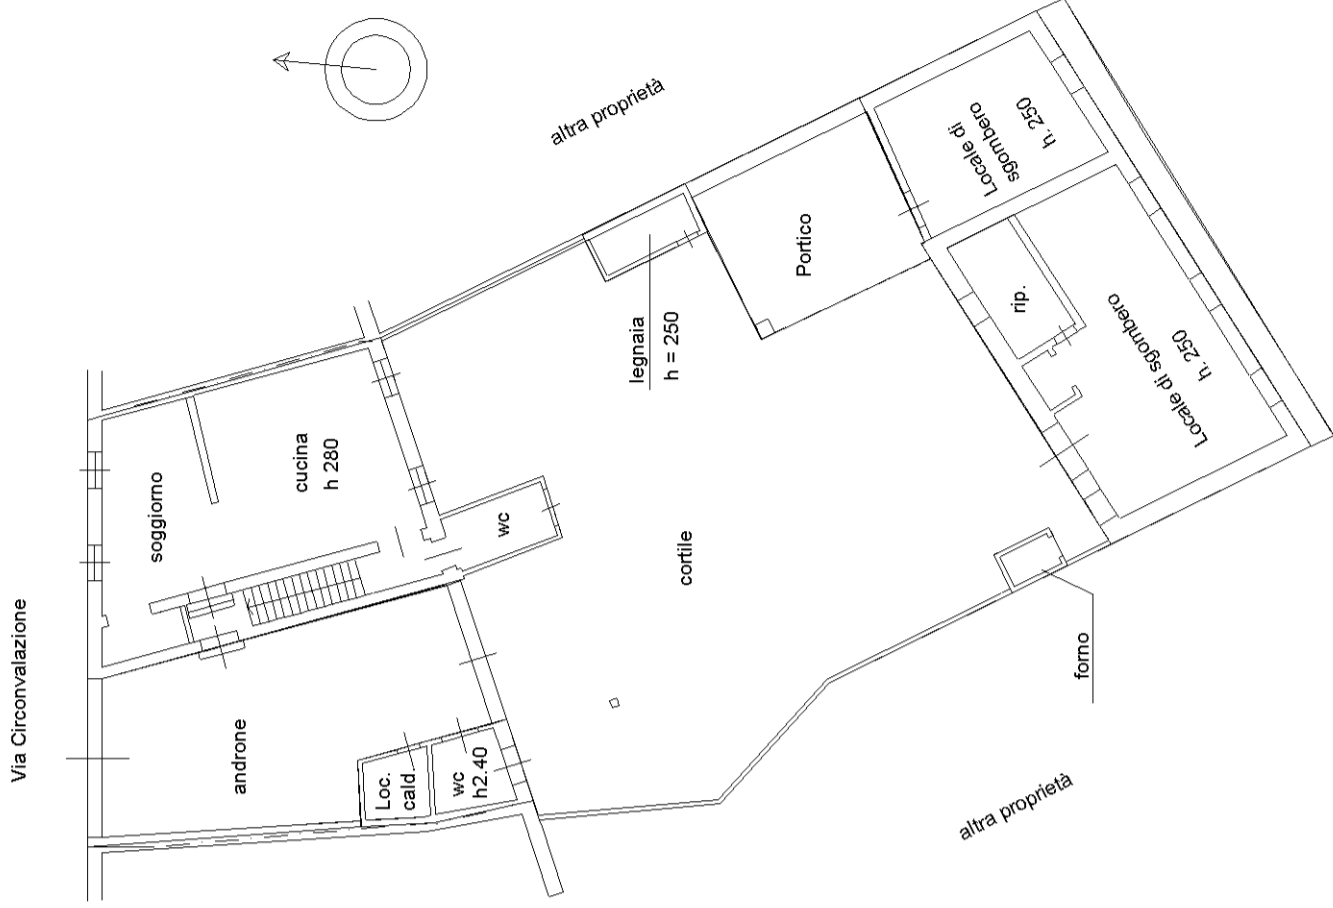 Via Circonvalazione
soggiorno
cucina
h 280
androne
Loc.
cald.
wc
h2.40
wc
cortile
altra proprietà
legnaia
h = 250
Portico
Locale di
sgombero
h. 250
rip.
Locale di sgombero
h. 250
forno
altra proprietà